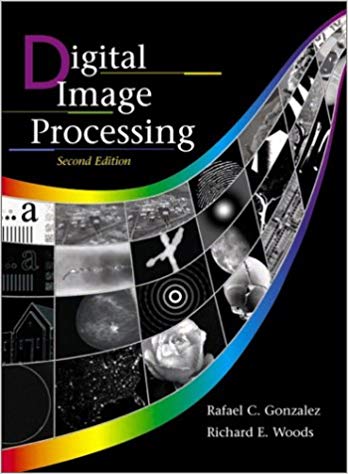 Digital
Image
Processing
Second Edition
...a
...a
Rafael C. Gonzalez
Richard E. Woods